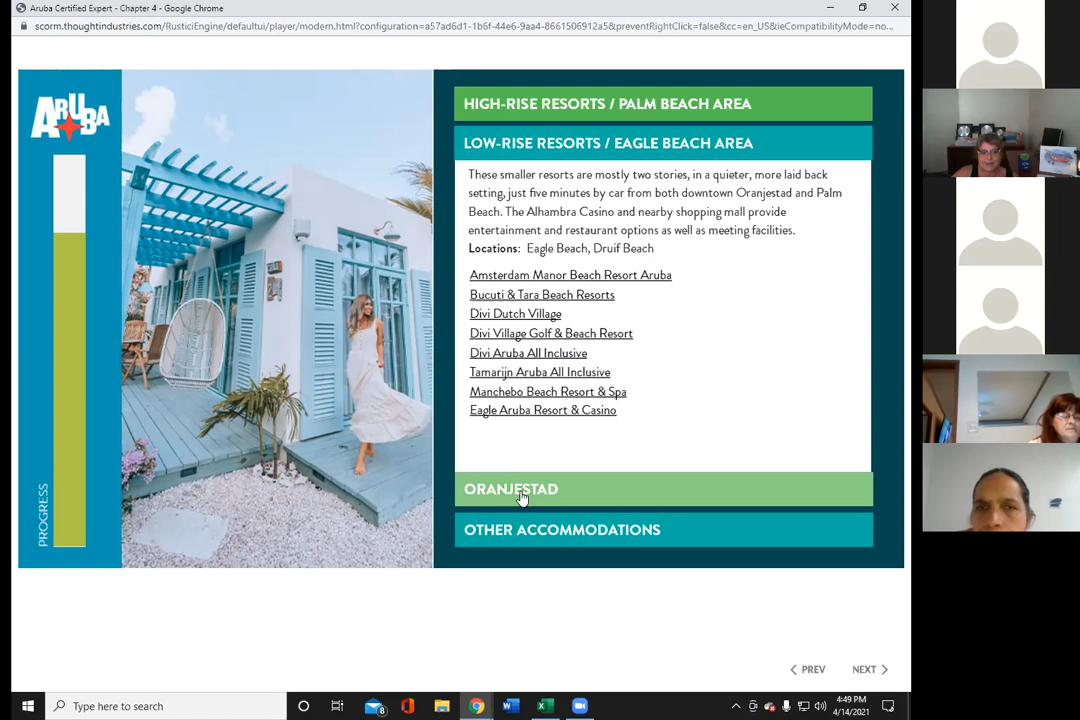 Aruba Certified Expert - Chapter 4 - Google Chrome
scorm.thoughtindustries.com/RusticiEngine/defaultui/player/modern.html?configuration=a57ad6d1-1b6f-44e6-9aa4-8661506912a5&preventRightClick=false&cc=en_US&ieCompatibilityMode=no...
ARUBA
PROGRESS
HIGH-RISE RESORTS / PALM BEACH AREA
LOW-RISE RESORTS / EAGLE BEACH AREA
These smaller resorts are mostly two stories, in a quieter, more laid back
setting, just five minutes by car from both downtown Oranjestad and Palm
Beach. The Alhambra Casino and nearby shopping mall provide
entertainment and restaurant options as well as meeting facilities.
Locations: Eagle Beach, Druif Beach
Amsterdam Manor Beach Resort Aruba
Bucuti & Tara Beach Resorts
Divi Dutch Village
Divi Village Golf & Beach Resort
Divi Aruba All Inclusive
Tamarijn Aruba All Inclusive
Manchebo Beach Resort & Spa
Eagle Aruba Resort & Casino
ORANJESTAD
OTHER ACCOMMODATIONS
PREV
NEXT
Type here to search
8
4:49 PM
4/14/2021